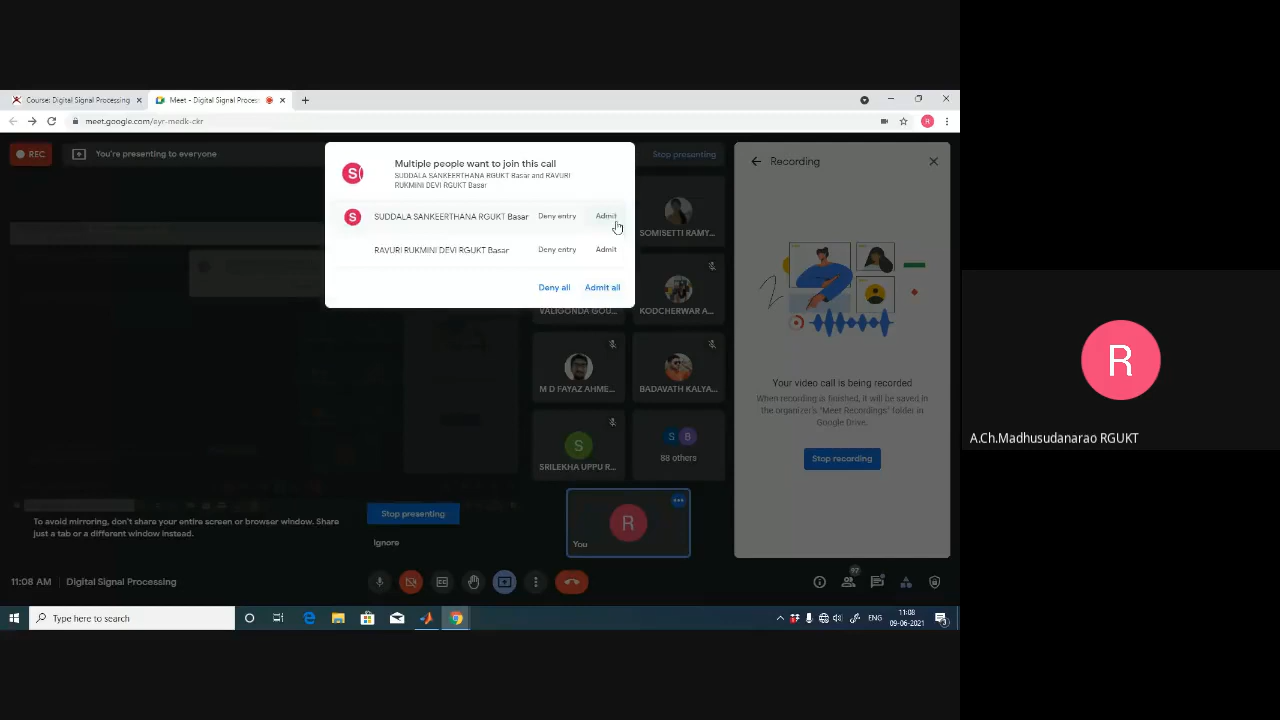 Course: Digital Signal Processing
Meet - Digital Signal Proces
meet.google.com/eyr-medk-ckr
REC
You're presenting to everyone
Stop presenting
Multiple people want to join this call
SUDDALA SANKEERTHANA RGUKT Basar and RAVURI
RUKMINI DEVI RGUKT Basar
S
SUDDALA SANKEERTHANA RGUKT Basar
Deny entry
Admit
RAVURI RUKMINI DEVI RGUKT Basar
Deny entry
Admit
Deny all
Admit all
SOMISETTI RAMY...
VALIGONDA GOU...
KODCHERWAR A...
M D FAYAZ AHME...
BADAVATH KALYA...
S
SRILEKHA UPPU R...
S
B
88 others
R
You
Recording
Your video call is being recorded
When recording is finished, it will be saved
in the organizer's "Meet Recordings" folder in
Google Drive.
Stop recording
To avoid mirroring, don't share your entire screen or browser window. Share
just a tab or a different window instead.
Stop presenting
Ignore
11:08 AM
Digital Signal Processing
97
Type here to search
ENG
11:08
09-06-2021
3
R
R
A.Ch.Madhusudanarao RGUKT